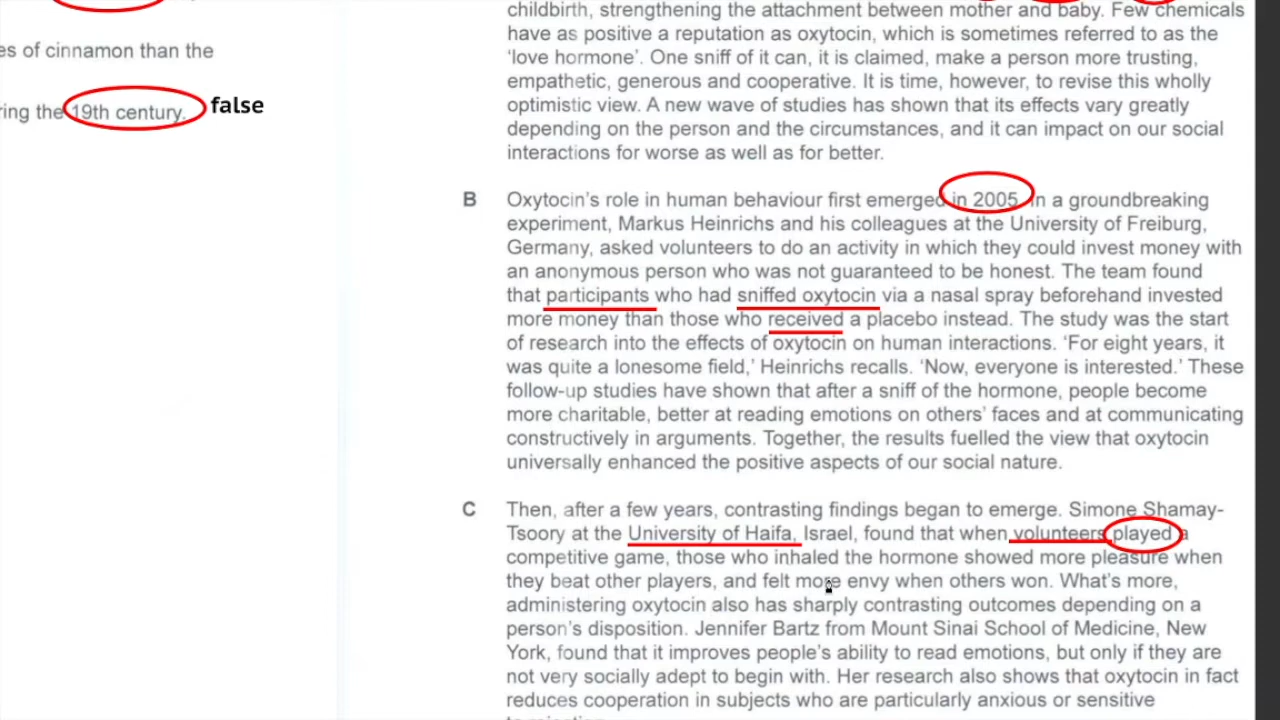 es of cinnamon than the
ring the 19th century. false
childbirth, strengthening the attachment between mother and baby. Few chemicals
have as positive a reputation as oxytocin, which is sometimes referred to as the
‘love hormone’. One sniff of it can, it is claimed, make a person more trusting,
empathetic, generous and cooperative. It is time, however, to revise this wholly
optimistic view. A new wave of studies has shown that its effects vary greatly
depending on the person and the circumstances, and it can impact on our social
interactions for worse as well as for better.
B Oxytocin’s role in human behaviour first emerged in 2005. In a groundbreaking
experiment, Markus Heinrichs and his colleagues at the University of Freiburg,
Germany, asked volunteers to do an activity in which they could invest money with
an anonymous person who was not guaranteed to be honest. The team found
that participants who had sniffed oxytocin via a nasal spray beforehand invested
more money than those who received a placebo instead. The study was the start
of research into the effects of oxytocin on human interactions. ‘For eight years, it
was quite a lonesome field,’ Heinrichs recalls. ‘Now, everyone is interested.’ These
follow-up studies have shown that after a sniff of the hormone, people become
more charitable, better at reading emotions on others’ faces and at communicating
constructively in arguments. Together, the results fuelled the view that oxytocin
universally enhanced the positive aspects of our social nature.
C Then, after a few years, contrasting findings began to emerge. Simone Shamay-
Tsoory at the University of Haifa, Israel, found that when volunteers played a
competitive game, those who inhaled the hormone showed more pleasure when
they beat other players, and felt more envy when others won. What’s more,
administering oxytocin also has sharply contrasting outcomes depending on a
person’s disposition. Jennifer Bartz from Mount Sinai School of Medicine, New
York, found that it improves people’s ability to read emotions, but only if they are
not very socially adept to begin with. Her research also shows that oxytocin in fact
reduces cooperation in subjects who are particularly anxious or sensitive